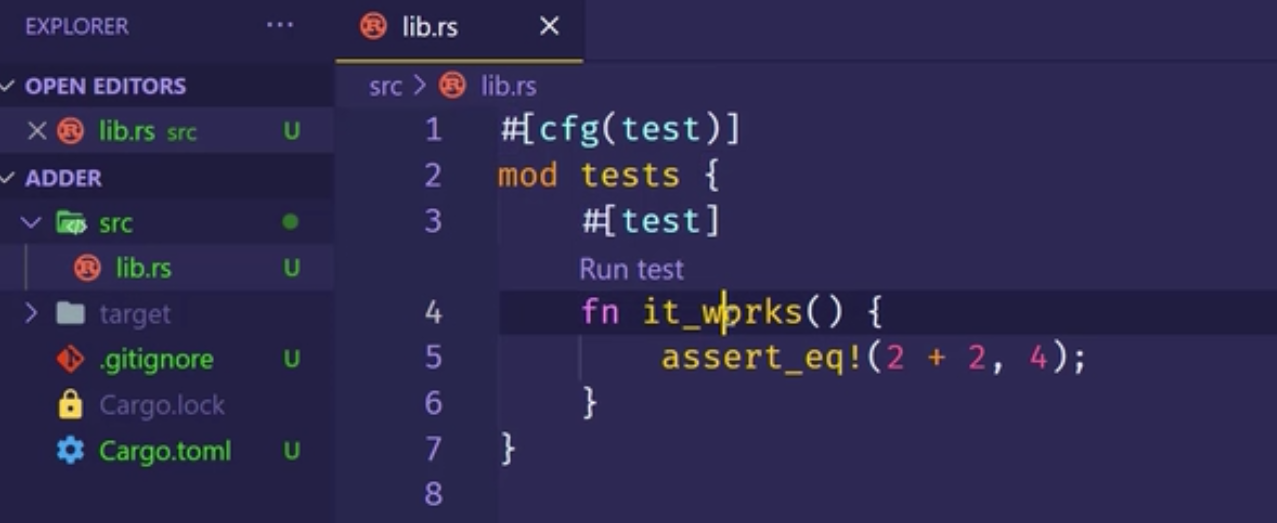 EXPLORER ···
OPEN EDITORS
lib.rs src U
ADDER
src
lib.rs U
target
.gitignore U
Cargo.lock
Cargo.toml U
lib.rs
src > lib.rs
1 #[cfg(test)]
2 mod tests {
3     #[test]
Run test
4     fn it_works() {
5         assert_eq!(2 + 2, 4);
6     }
7 }
8